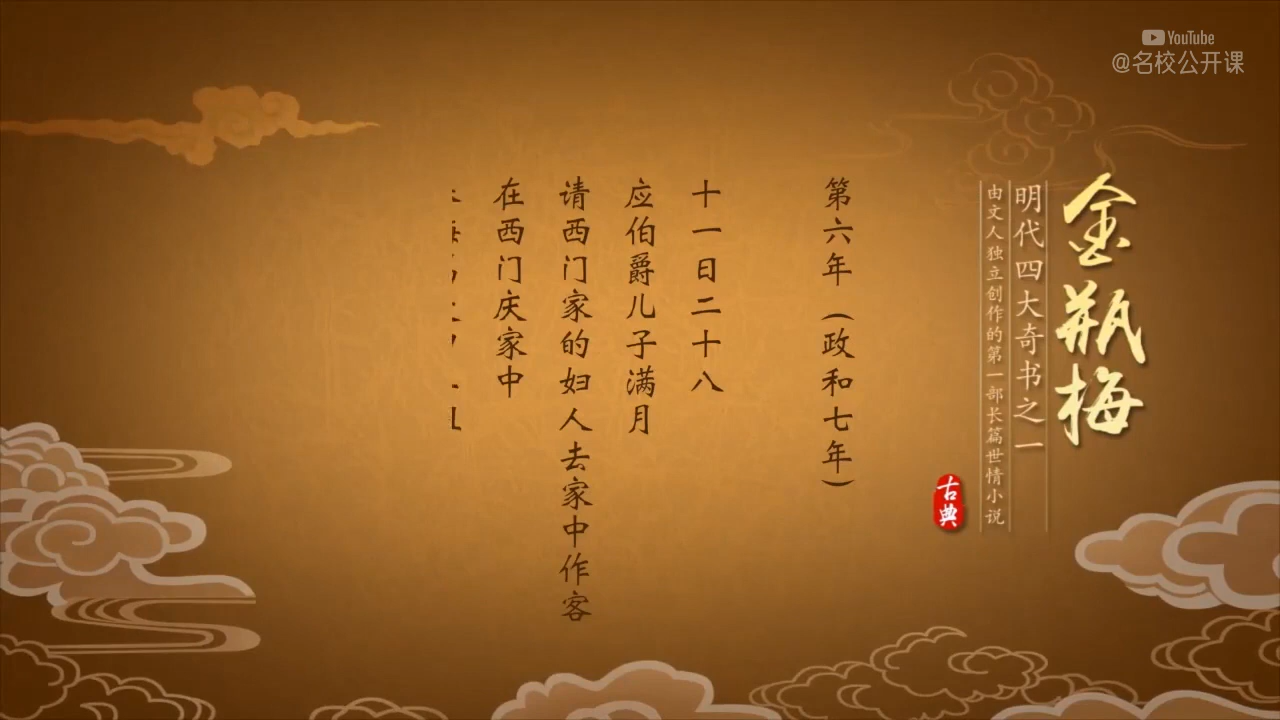 YouTube
@名校公开课
金瓶梅
明代四大奇书之一
由文人独立创作的第一部长篇世情小说
古典
第六年（政和七年）
十一日二十八
应伯爵儿子满月
请西门家的妇人去家中作客
在西门庆家中